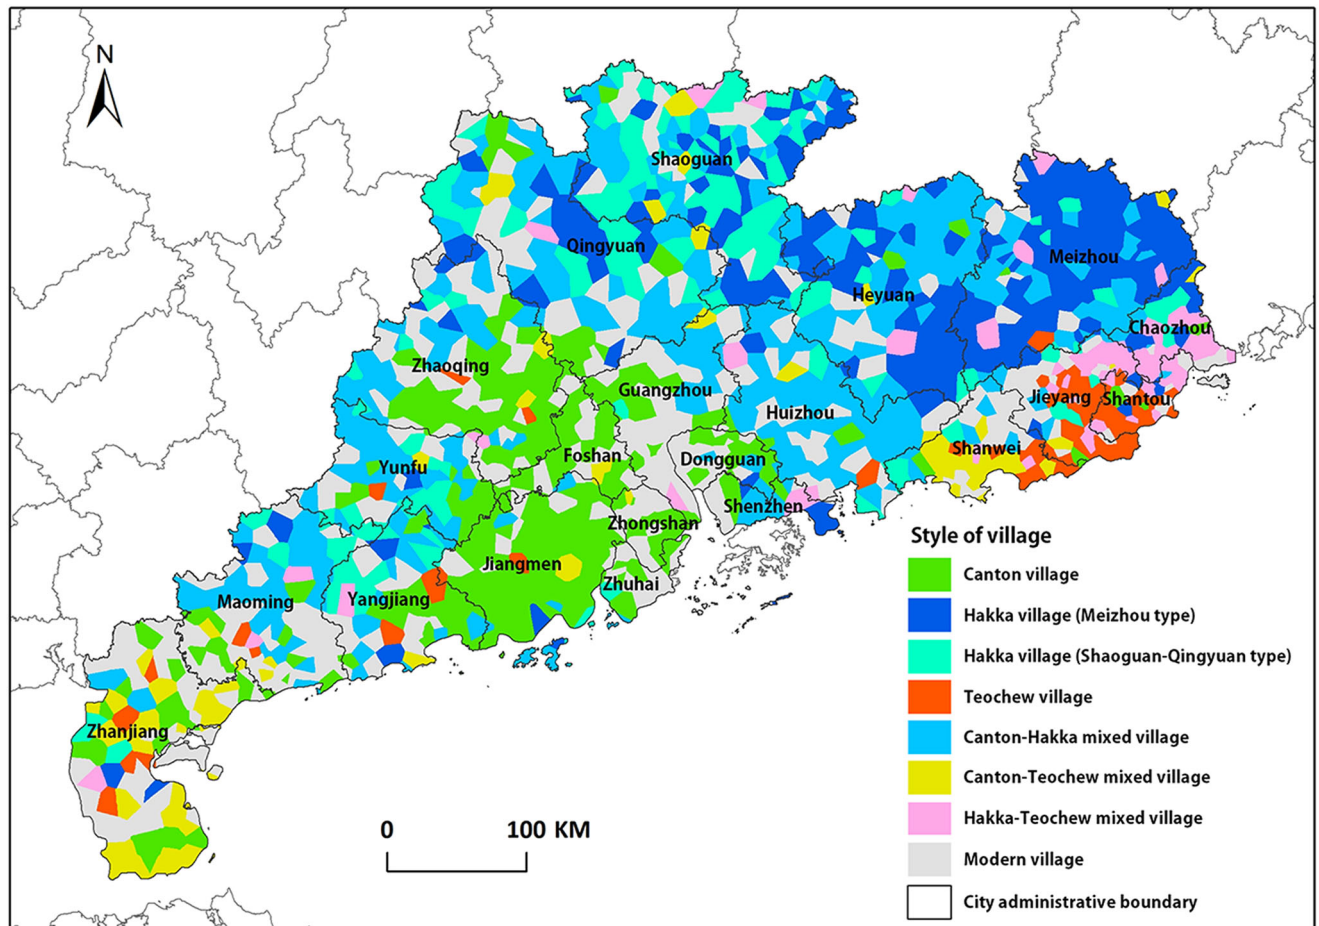 N
Shaoguan
Qingyuan
Meizhou
Heyuan
Chaozhou
Zhaoqing
Guangzhou
Huizhou
Jieyang
Shantou
Foshan
Dongguan
Shanwei
Yunfu
Shenzhen
Zhongshan
Jiangmen
Zhuhai
Maoming
Yangjiang
Zhanjiang
0 100 KM
Style of village
Canton village
Hakka village (Meizhou type)
Hakka village (Shaoguan-Qingyuan type)
Teochew village
Canton-Hakka mixed village
Canton-Teochew mixed village
Hakka-Teochew mixed village
Modern village
City administrative boundary